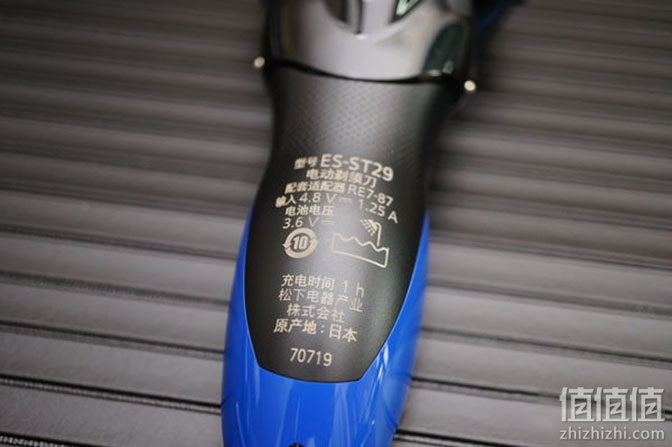 型号 ES-ST29
电动剃须刀
配套适配器 RE7-87
输入 4.8 V⎓ 1.25 A
电池电压
3.6 V⎓
10
充电时间 1 h
松下电器产业
株式会社
原产地:日本
70719
值值值
zhizhizhi.com